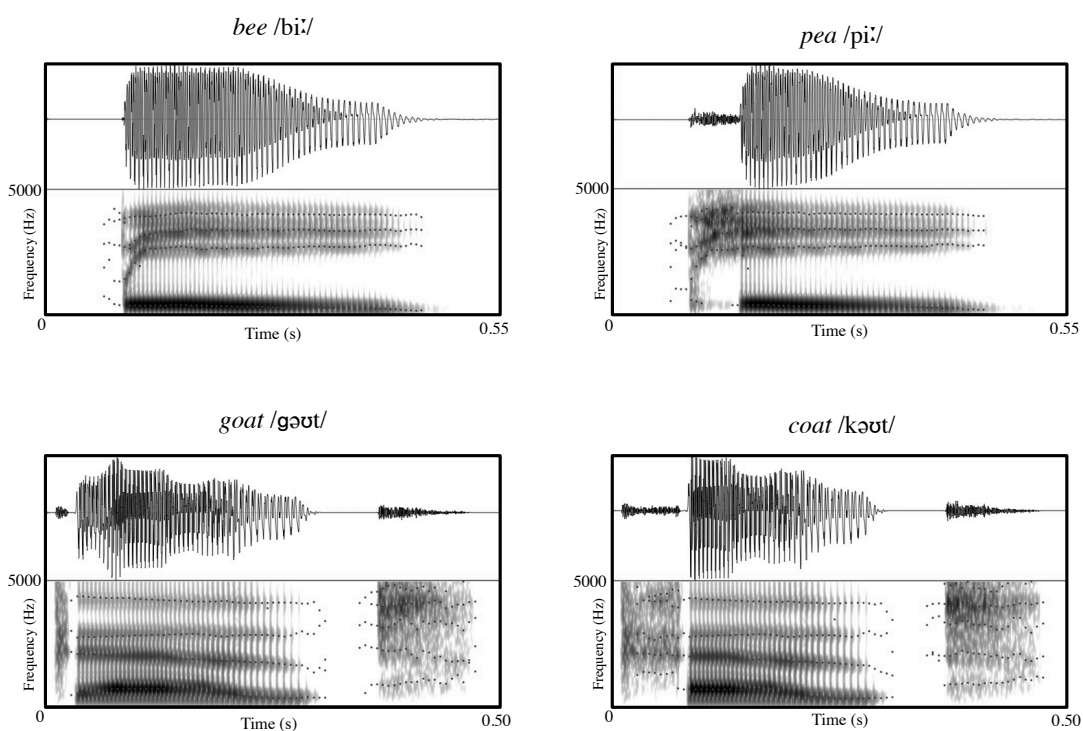 bee /biː/
pea /piː/
5000
Frequency (Hz)
0
Time (s)
0.55
5000
Frequency (Hz)
0
Time (s)
0.55
goat /ɡəʊt/
coat /kəʊt/
5000
Frequency (Hz)
0
Time (s)
0.50
5000
Frequency (Hz)
0
Time (s)
0.50